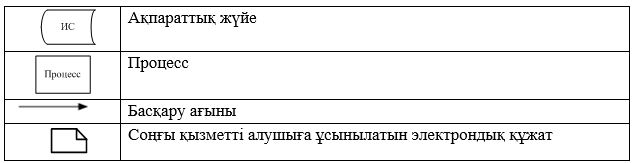 ИС
Ақпараттық жүйе
Процесс
Процесс
Басқару ағыны
Соңғы қызметті алушыға ұсынылатын электрондық құжат